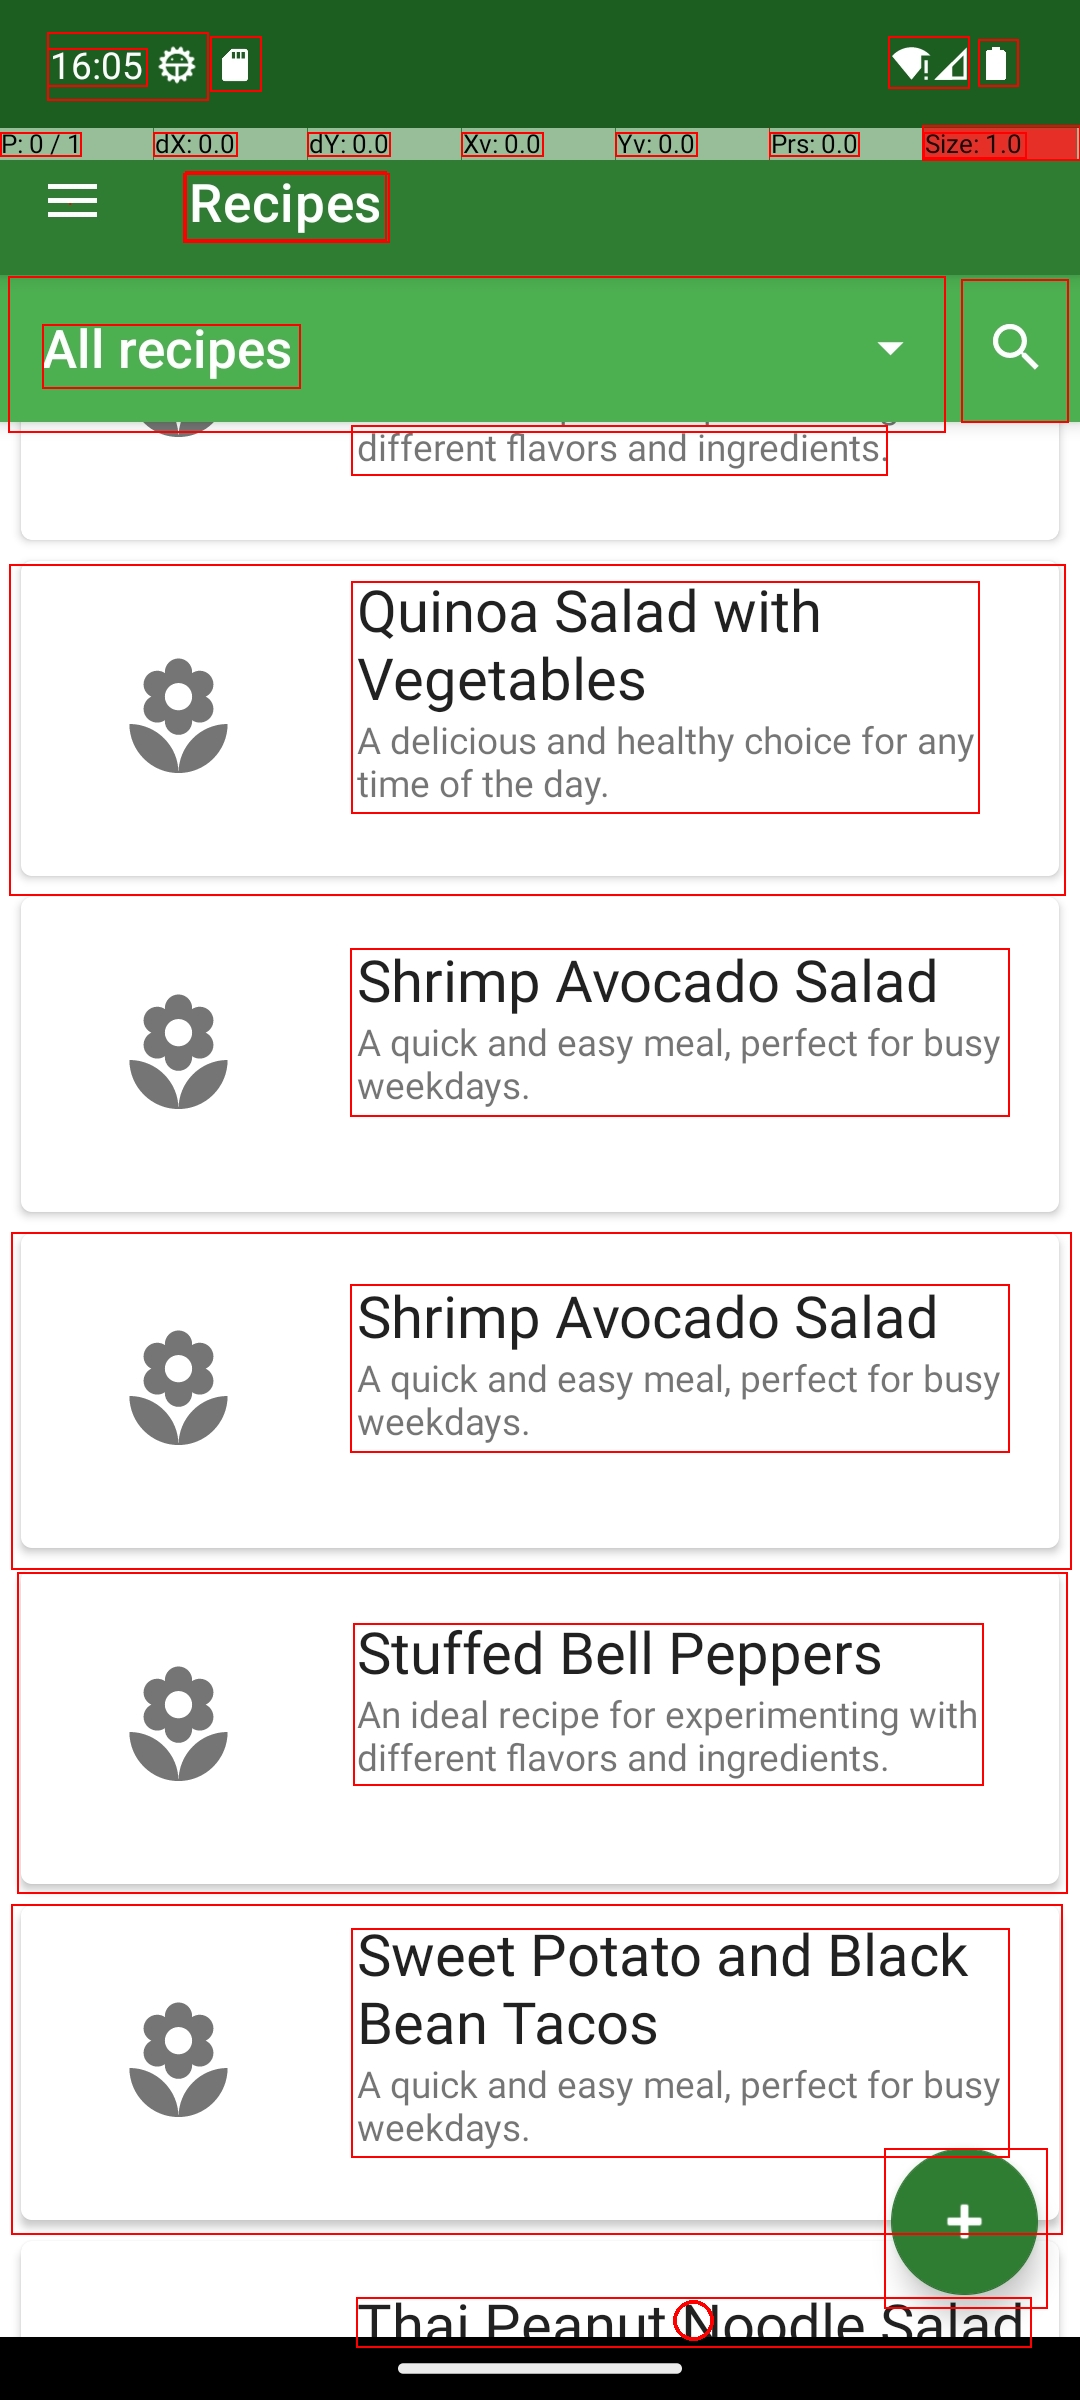 16:05
P: 0 / 1
dX: 0.0
dY: 0.0
Xv: 0.0
Yv: 0.0
Prs: 0.0
Size: 1.0
Recipes
All recipes
different flavors and ingredients.
Quinoa Salad with
Vegetables
A delicious and healthy choice for any
time of the day.
Shrimp Avocado Salad
A quick and easy meal, perfect for busy
weekdays.
Shrimp Avocado Salad
A quick and easy meal, perfect for busy
weekdays.
Stuffed Bell Peppers
An ideal recipe for experimenting with
different flavors and ingredients.
Sweet Potato and Black
Bean Tacos
A quick and easy meal, perfect for busy
weekdays.
Thai Peanut Noodle Salad